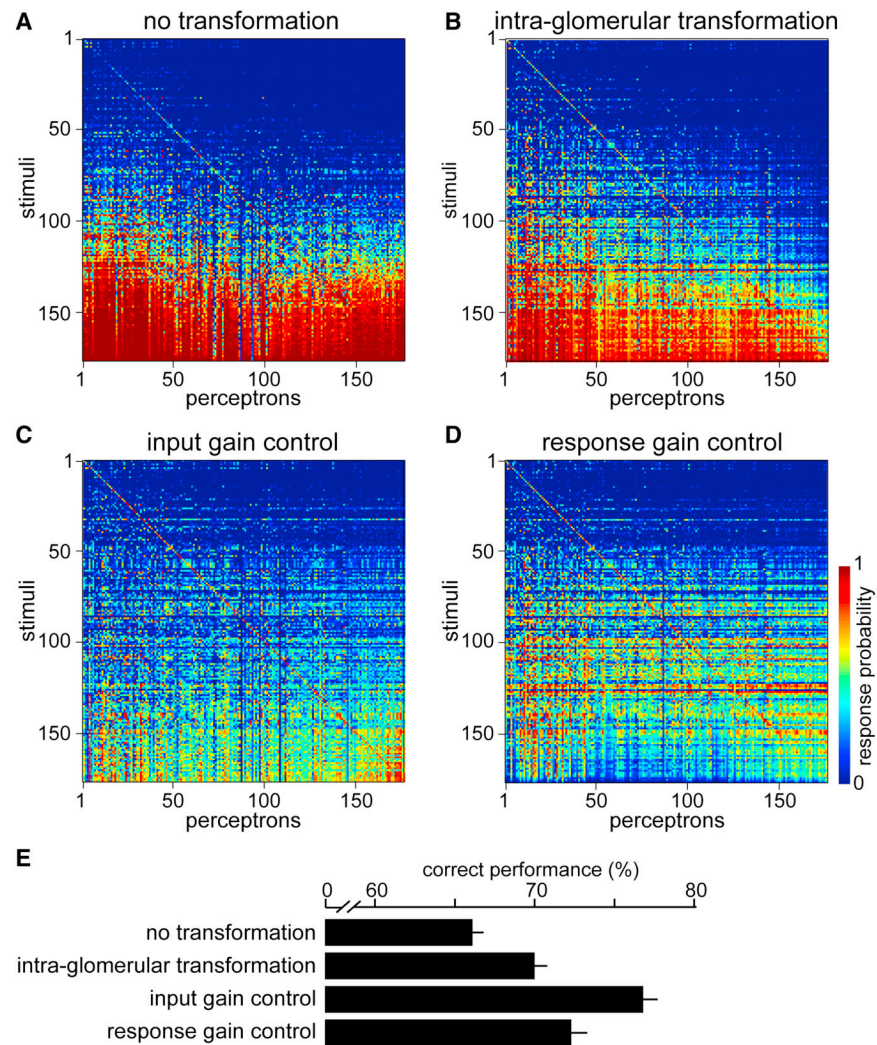 A
no transformation
1
50
100
150
stimuli
1 50 100 150
perceptrons
B
intra-glomerular transformation
1
50
100
150
stimuli
1 50 100 150
perceptrons
C
input gain control
1
50
100
150
stimuli
1 50 100 150
perceptrons
D
response gain control
1
50
100
150
stimuli
1 50 100 150
perceptrons
1
response probability
0
E
correct performance (%)
0 60 70 80
no transformation
intra-glomerular transformation
input gain control
response gain control